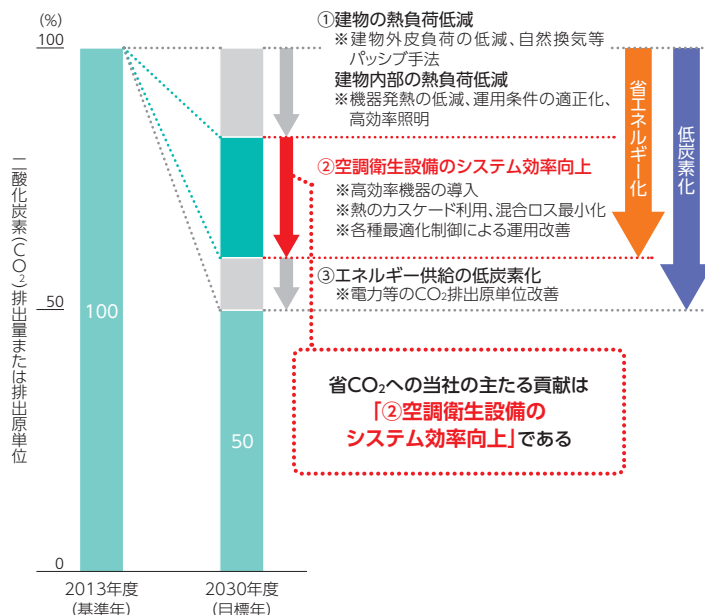 (%)
100
50
0
二酸化炭素(CO₂)排出量または排出原単位
100
50
2013年度
(基準年)
2030年度
(目標年)
①建物の熱負荷低減
※建物外皮負荷の低減、自然換気等
パッシブ手法
建物内部の熱負荷低減
※機器発熱の低減、運用条件の適正化、
高効率照明
②空調衛生設備のシステム効率向上
※高効率機器の導入
※熱のカスケード利用、混合ロス最小化
※各種最適化制御による運用改善
③エネルギー供給の低炭素化
※電力等のCO₂排出原単位改善
省エネルギー化
低炭素化
省CO₂への当社の主たる貢献は
「②空調衛生設備の
システム効率向上」である